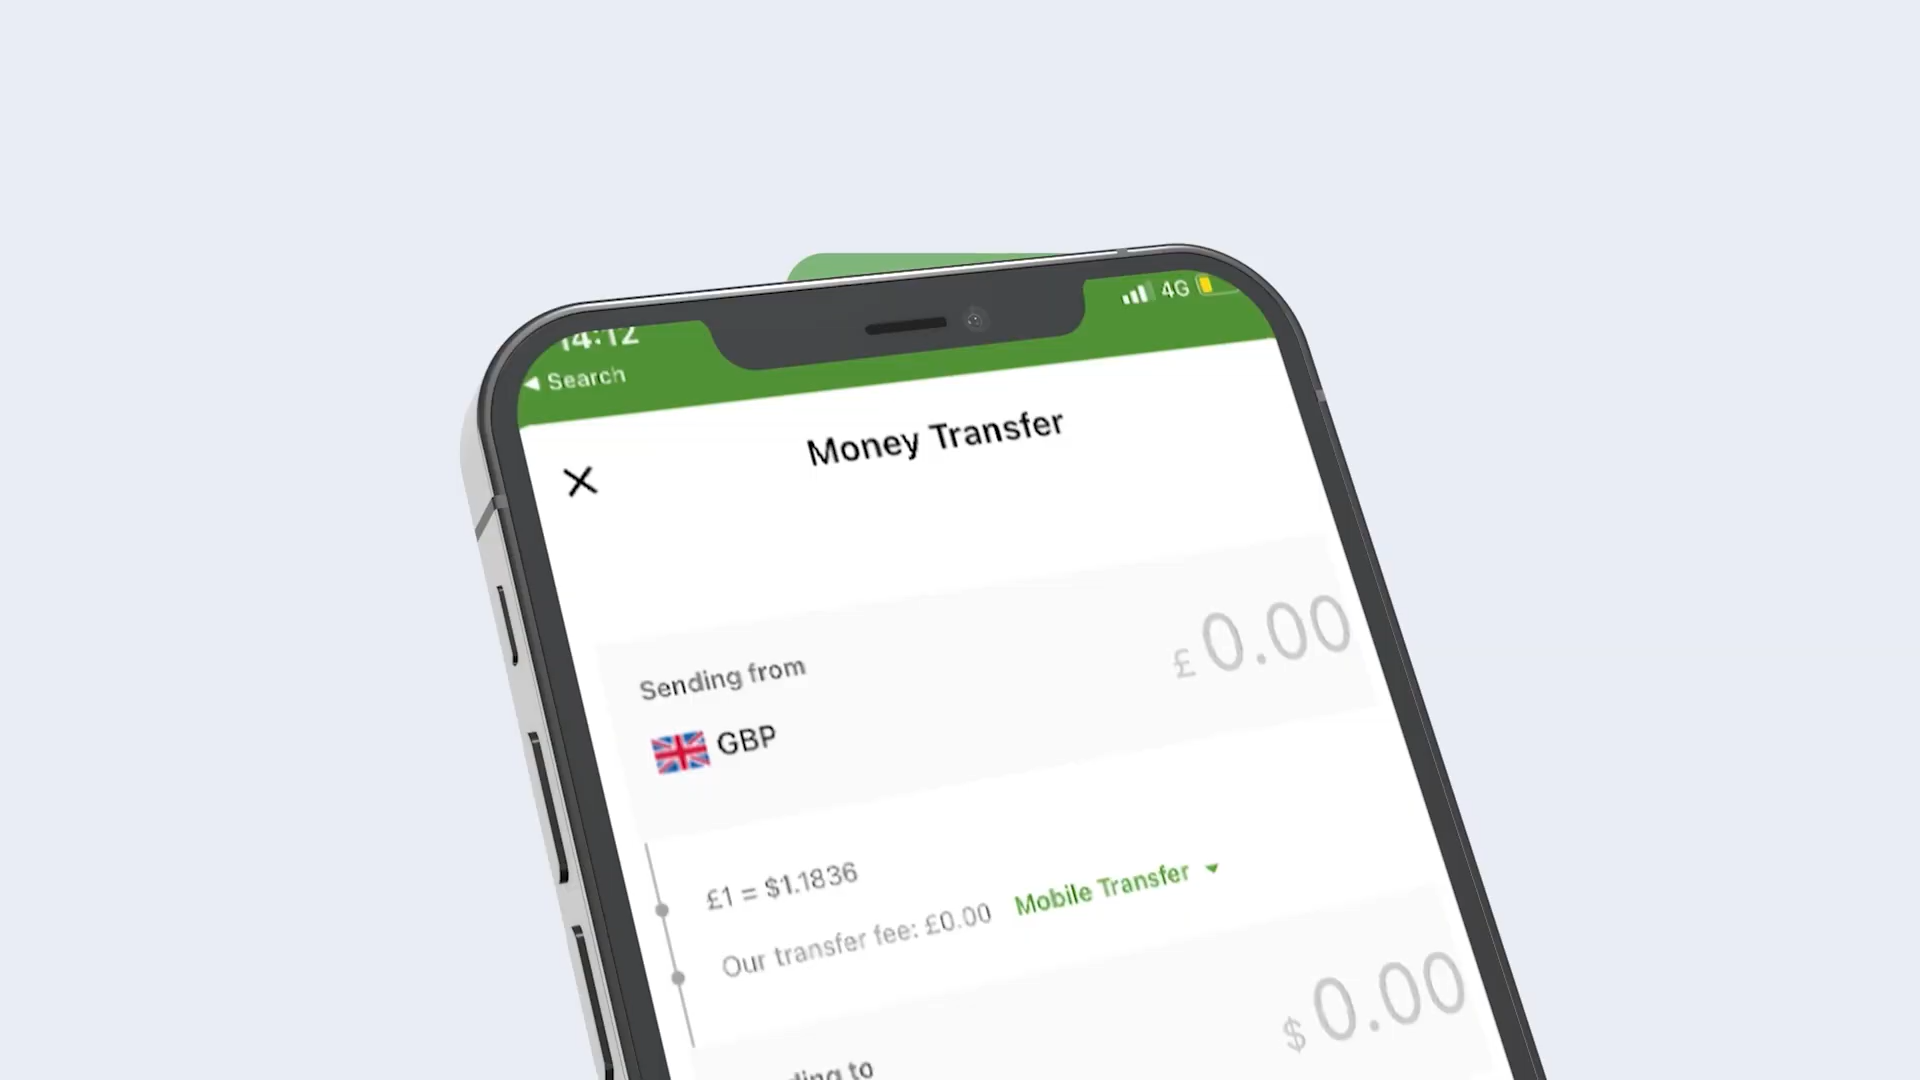 14:12
4G
◀ Search
Money Transfer
Sending from
£ 0.00
GBP
£1 = $1.1836
Our transfer fee: £0.00 Mobile Transfer
$ 0.00
to